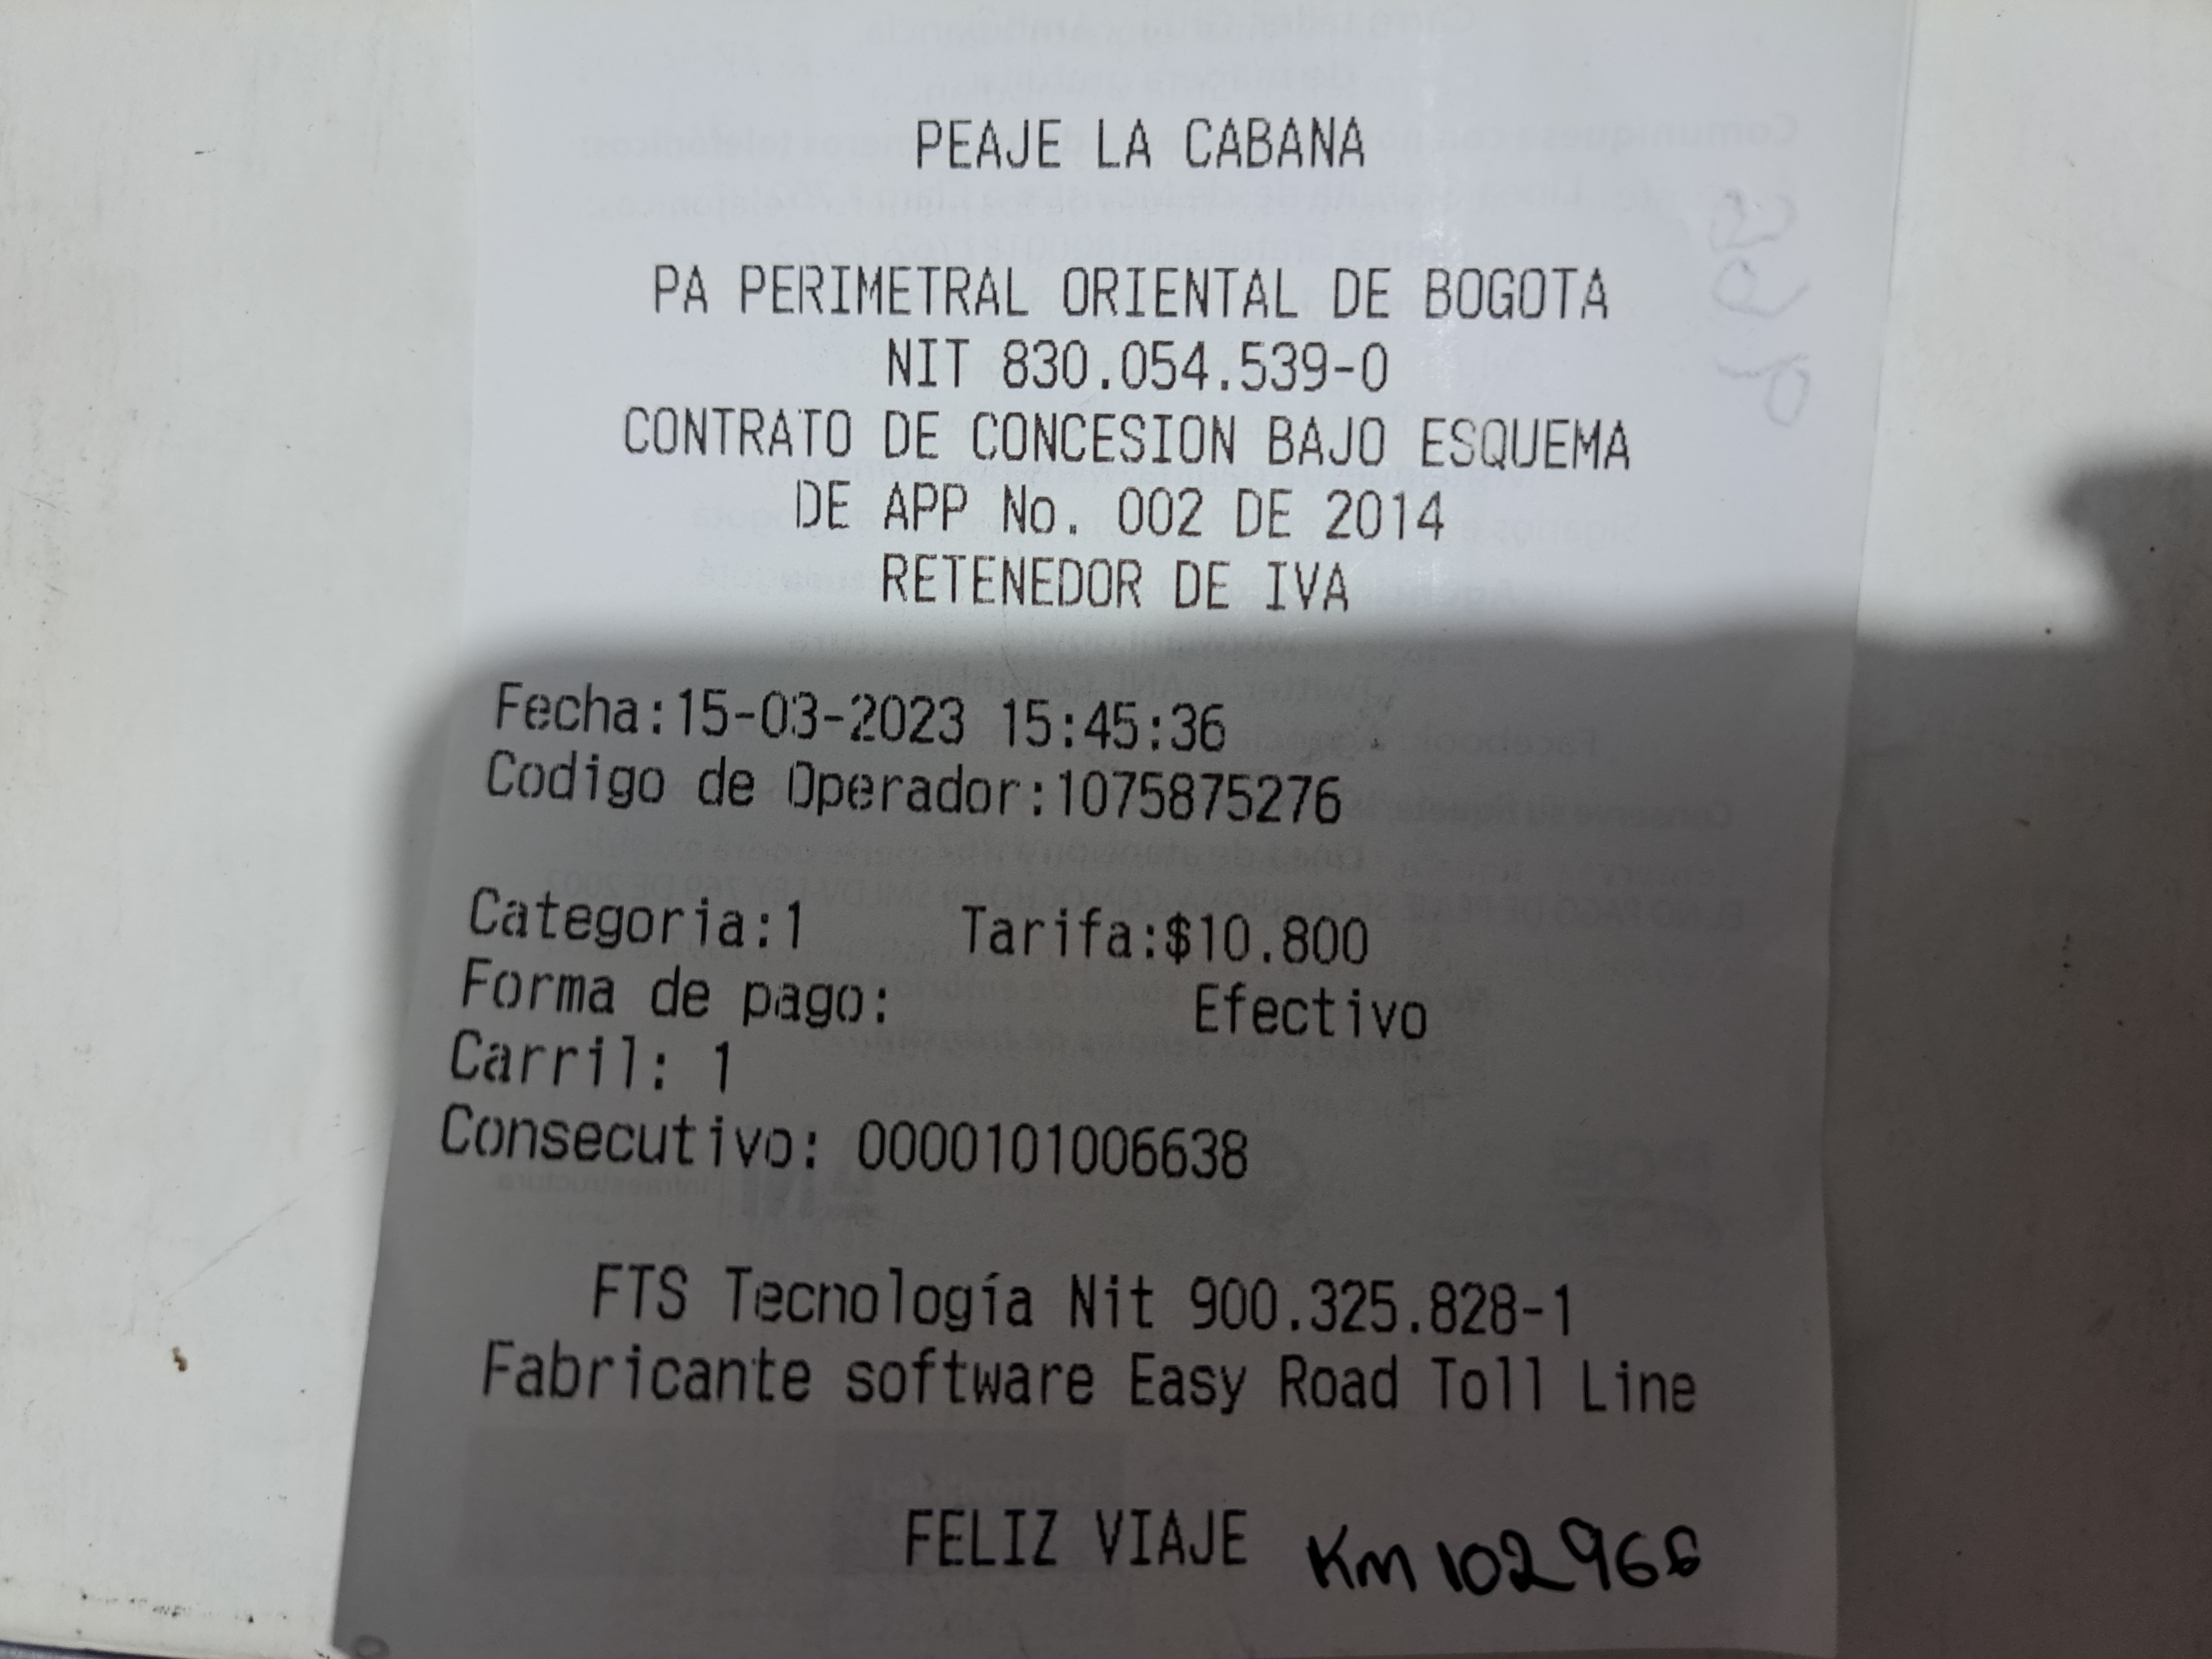 PEAJE LA CABANA
PA PERIMETRAL ORIENTAL DE BOGOTA
NIT 830.054.539-0
CONTRATO DE CONCESION BAJO ESQUEMA
DE APP No. 002 DE 2014
RETENEDOR DE IVA
Fecha:15-03-2023 15:45:36
Codigo de Operador:1075875276
Categoria:1 Tarifa:$10.800
Forma de pago: Efectivo
Carril: 1
Consecutivo: 0000101006638
FTS Tecnología Nit 900.325.828-1
Fabricante software Easy Road Toll Line
FELIZ VIAJE Km